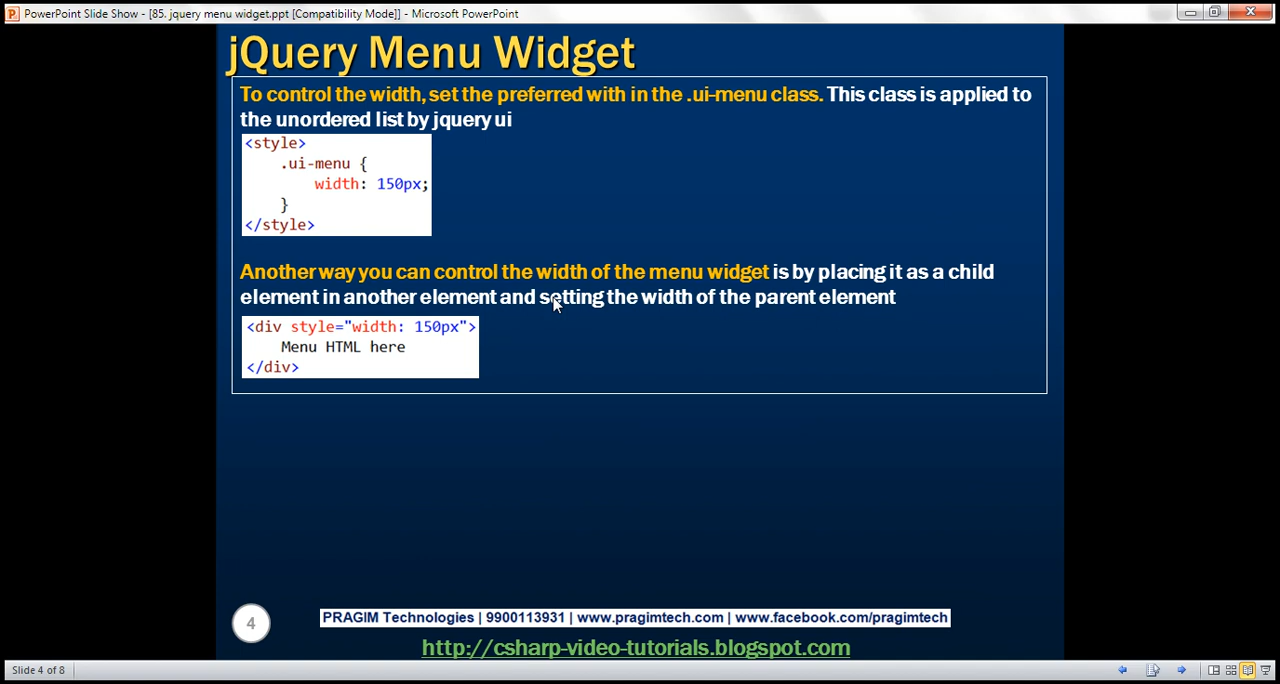 PowerPoint Slide Show - [85. jquery menu widget.ppt [Compatibility Mode]] - Microsoft PowerPoint
jQuery Menu Widget
To control the width, set the preferred with in the .ui-menu class. This class is applied to
the unordered list by jquery ui
<style>
.ui-menu {
width: 150px;
}
</style>
Another way you can control the width of the menu widget is by placing it as a child
element in another element and setting the width of the parent element
<div style="width: 150px">
Menu HTML here
</div>
4
PRAGIM Technologies | 9900113931 | www.pragimtech.com | www.facebook.com/pragimtech
http://csharp-video-tutorials.blogspot.com
Slide 4 of 8